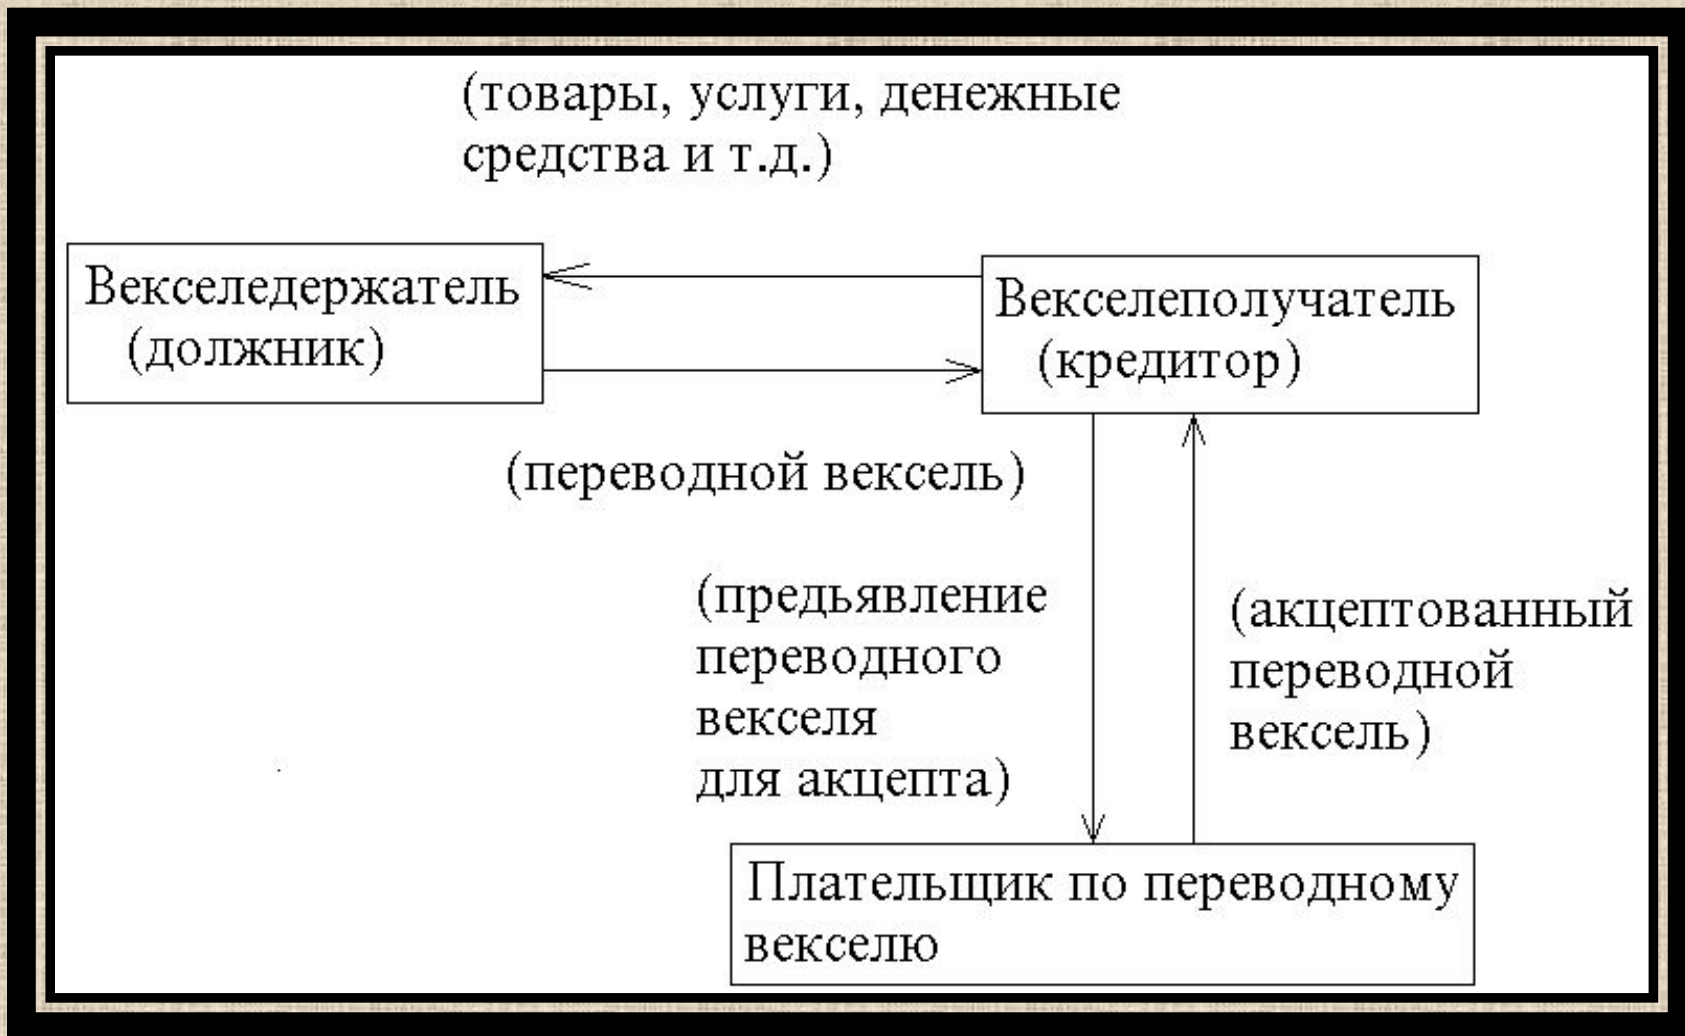 (товары, услуги, денежные
средства и т.д.)
Векселедержатель
(должник)
Векселеполучатель
(кредитор)
(переводной вексель)
(предьявление
переводного
векселя
для акцепта)
(акцептованный
переводной
вексель)
Плательщик по переводному
векселю